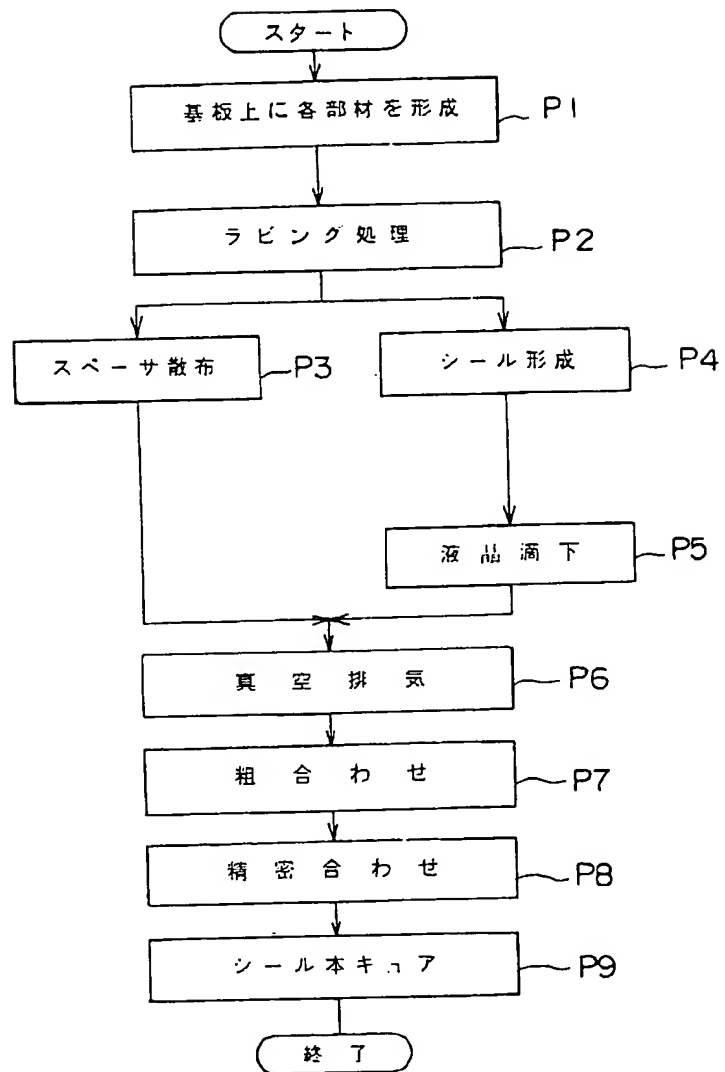 スタート
基板上に各部材を形成 P1
ラビング処理 P2
スペーサ散布 P3
シール形成 P4
液晶滴下 P5
真空排気 P6
粗合わせ P7
精密合わせ P8
シール本キュア P9
終了